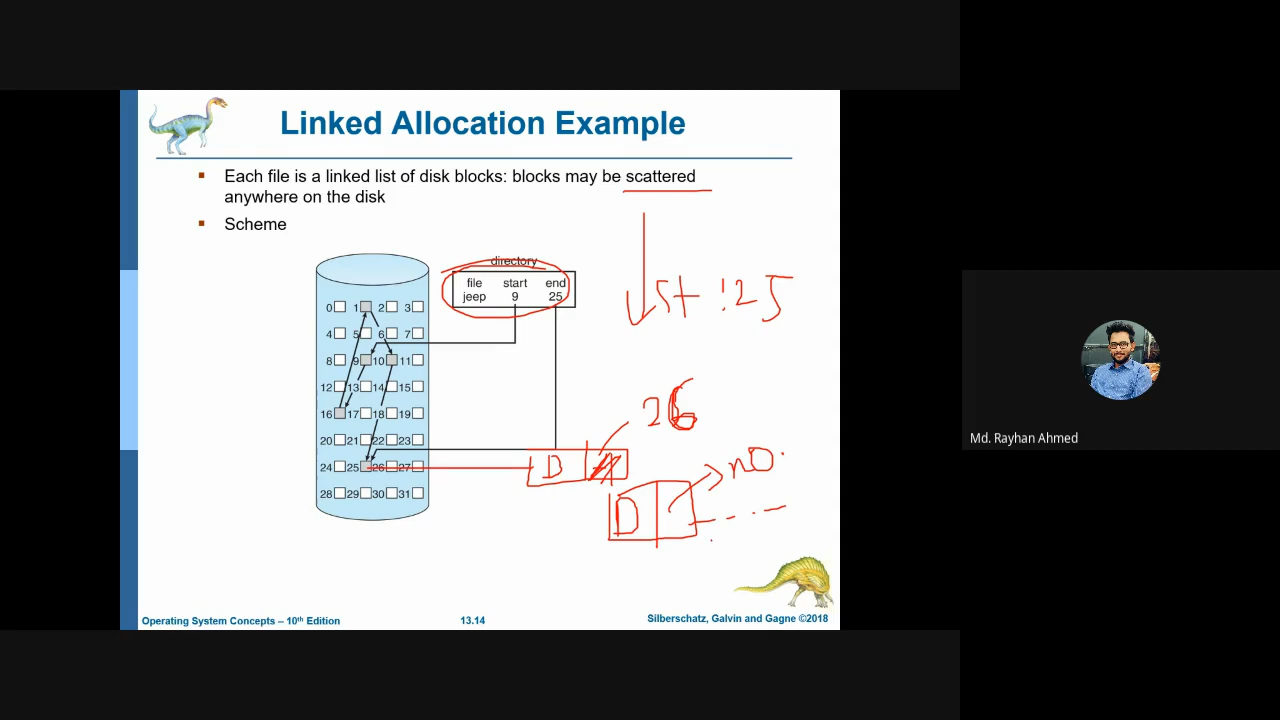 Linked Allocation Example
Each file is a linked list of disk blocks: blocks may be scattered
anywhere on the disk
Scheme
directory
file start end
jeep 9 25
0 1 2 3
4 5 6 7
8 9 10 11
12 13 14 15
16 17 18 19
20 21 22 23
24 25 26 27
28 29 30 31
St : 25
26
D
D
no.
Md. Rayhan Ahmed
Operating System Concepts – 10th Edition
13.14
Silberschatz, Galvin and Gagne ©2018